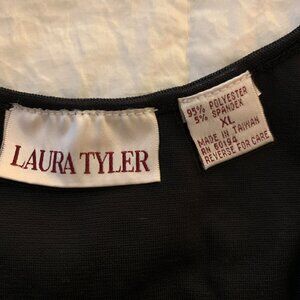 LAURA TYLER
95% POLYESTER
5% SPANDEX
XL
MADE IN TAIWAN
RN 60194
REVERSE FOR CARE